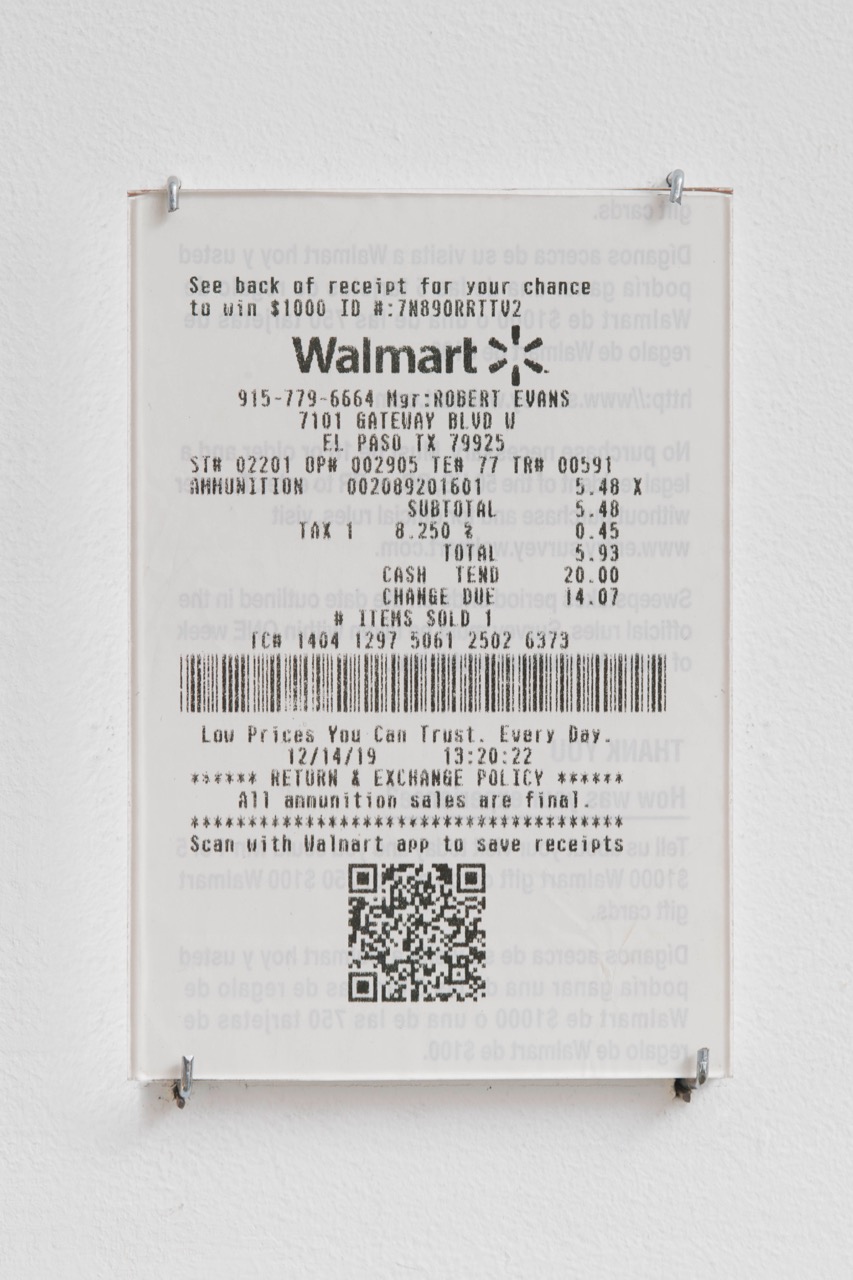 See back of receipt for your chance
to win $1000 ID #:7N89ORRTTV2
Walmart
915-779-6664 Mgr:ROBERT EVANS
7101 GATEWAY BLVD W
EL PASO TX 79925
ST# 02201 OP# 002905 TE# 77 TR# 00591
AMMUNITION 002089201601 5.48 X
SUBTOTAL 5.48
TAX 1 8.250 % 0.45
TOTAL 5.93
CASH TEND 20.00
CHANGE DUE 14.07
# ITEMS SOLD 1
TC# 1404 1297 5061 2502 6373
Low Prices You Can Trust. Every Day.
12/14/19 13:20:22
****** RETURN & EXCHANGE POLICY ******
All ammunition sales are final.
**************************************
Scan with Walmart app to save receipts